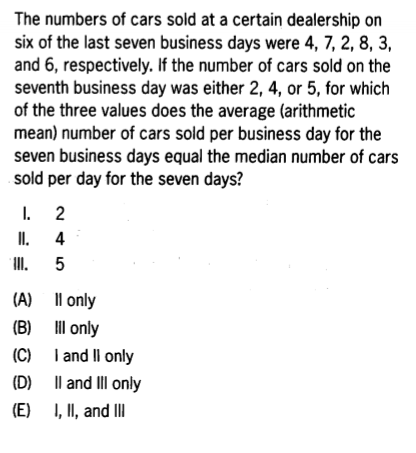 The numbers of cars sold at a certain dealership on
six of the last seven business days were 4, 7, 2, 8, 3,
and 6, respectively. If the number of cars sold on the
seventh business day was either 2, 4, or 5, for which
of the three values does the average (arithmetic
mean) number of cars sold per business day for the
seven business days equal the median number of cars
sold per day for the seven days?
I. 2
II. 4
III. 5
(A) II only
(B) III only
(C) I and II only
(D) II and III only
(E) I, II, and III